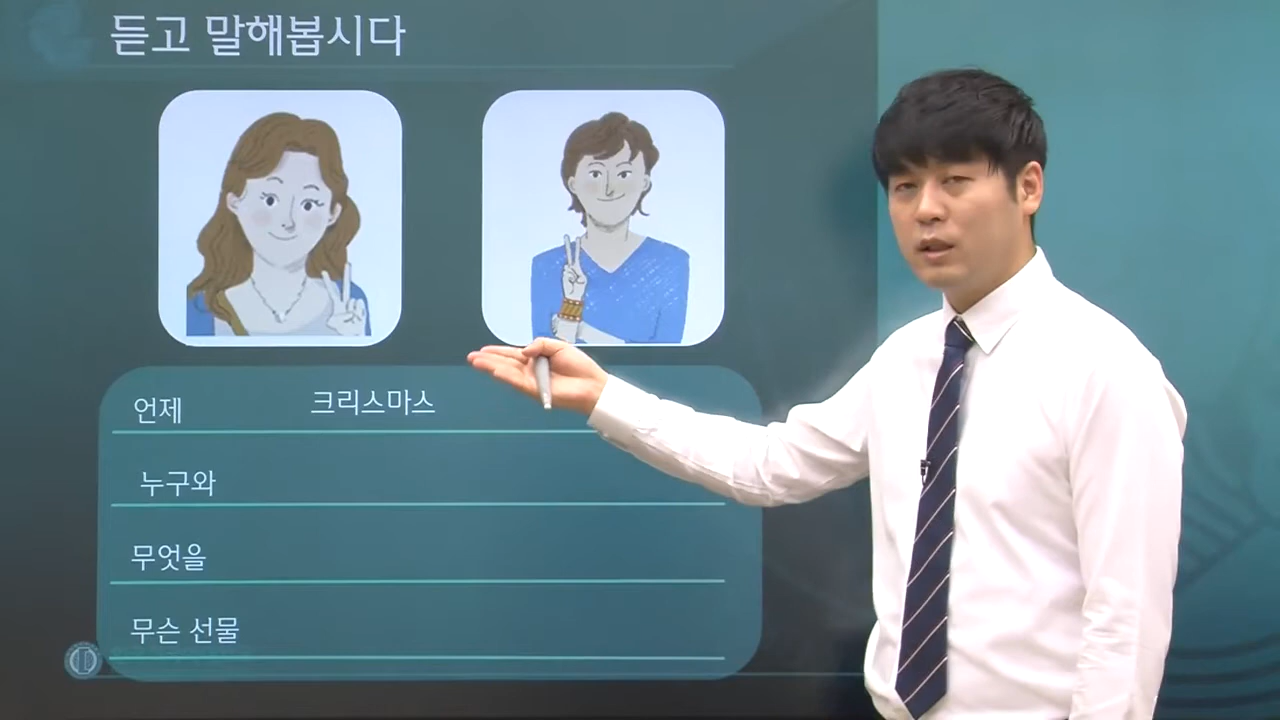 듣고 말해봅시다
언제 크리스마스
누구와
무엇을
무슨 선물